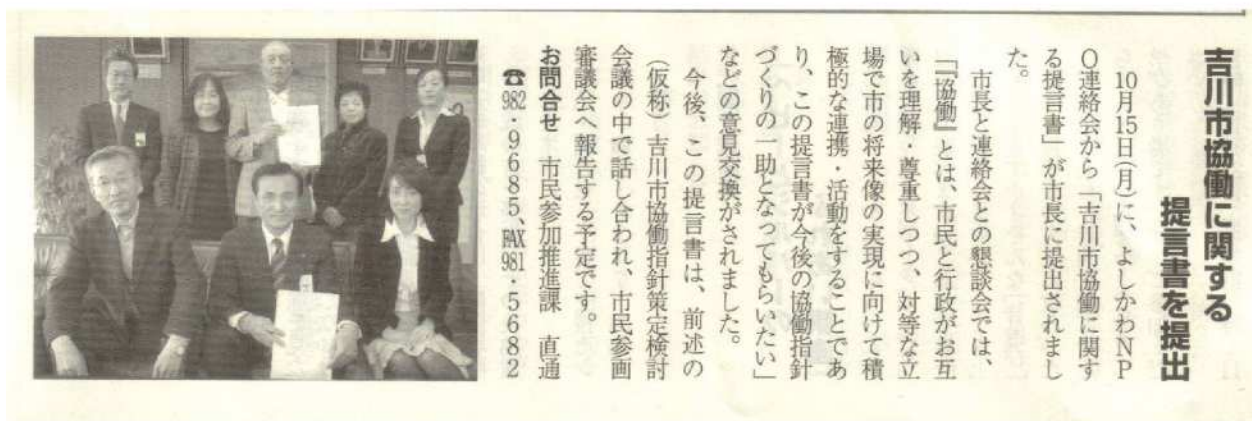 吉川市協働に関する
提言書を提出
10月15日(月)に、よしかわNP
O連絡会から「吉川市協働に関す
る提言書」が市長に提出されまし
た。
市長と連絡会との懇談会では、
「『協働』とは、市民と行政がお互
いを理解・尊重しつつ、対等な立
場で市の将来像の実現に向けて積
極的な連携・活動をすることであ
り、この提言書が今後の協働指針
づくりの一助となってもらいたい」
などの意見交換がされました。
今後、この提言書は、前述の
(仮称)吉川市協働指針策定検討
会議の中で話し合われ、市民参画
審議会へ報告する予定です。
お問合せ 市民参加推進課 直通
☎982・9685、FAX981・5682